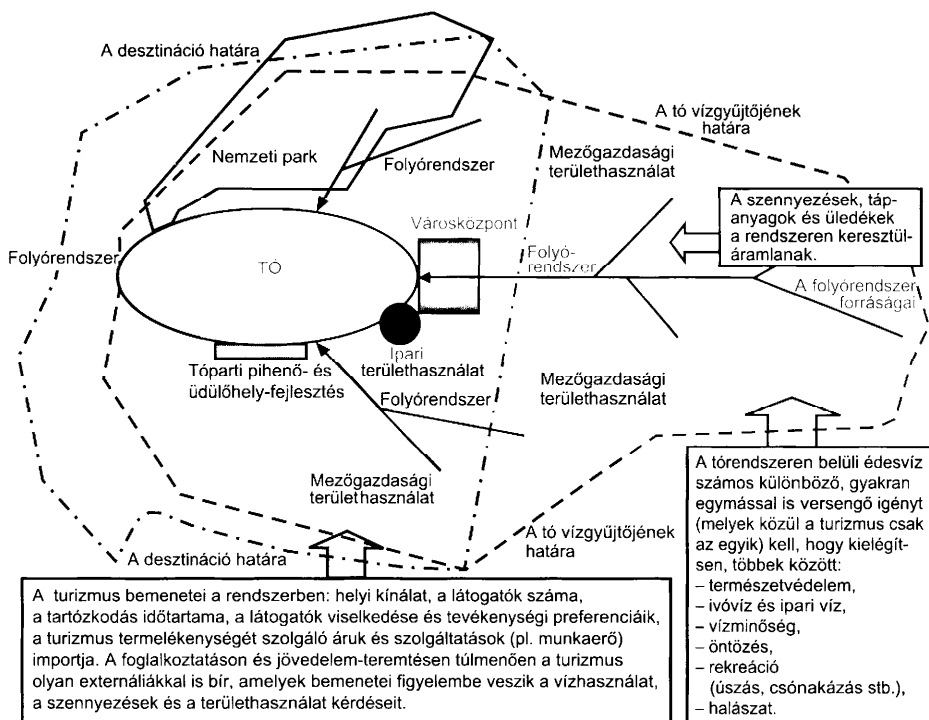 A desztináció határa
A tó vízgyűjtőjének
határa
Nemzeti park
Folyórendszer
Mezőgazdasági
területhasználat
A szennyezések, táp-
anyagok és üledékek
a rendszeren keresztül-
áramlanak.
Városközpont
Folyórendszer
TÓ
Folyó-
rendszer
A folyórendszer
forráságai
Ipari
területhasználat
Tóparti pihenő- és
üdülőhely-fejlesztés
Mezőgazdasági
területhasználat
Folyórendszer
Mezőgazdasági
területhasználat
A tó vízgyűjtőjének
határa
A desztináció határa
A turizmus bemenetei a rendszerben: helyi kínálat, a látogatók száma,
a tartózkodás időtartama, a látogatók viselkedése és tevékenységi preferenciáik,
a turizmus termelékenységét szolgáló áruk és szolgáltatások (pl. munkaerő)
importja. A foglalkoztatáson és jövedelem-teremtésen túlmenően a turizmus
olyan externáliákkal is bír, amelyek bemenetei figyelembe veszik a vízhasználat,
a szennyezések és a területhasználat kérdéseit.
A tórendszeren belüli édesvíz
számos különböző, gyakran
egymással is versengő igényt
(melyek közül a turizmus csak
az egyik) kell, hogy kielégít-
sen, többek között:
– természetvédelem,
– ivóvíz és ipari víz,
– vízminőség,
– öntözés,
– rekreáció
(úszás, csónakázás stb.),
– halászat.